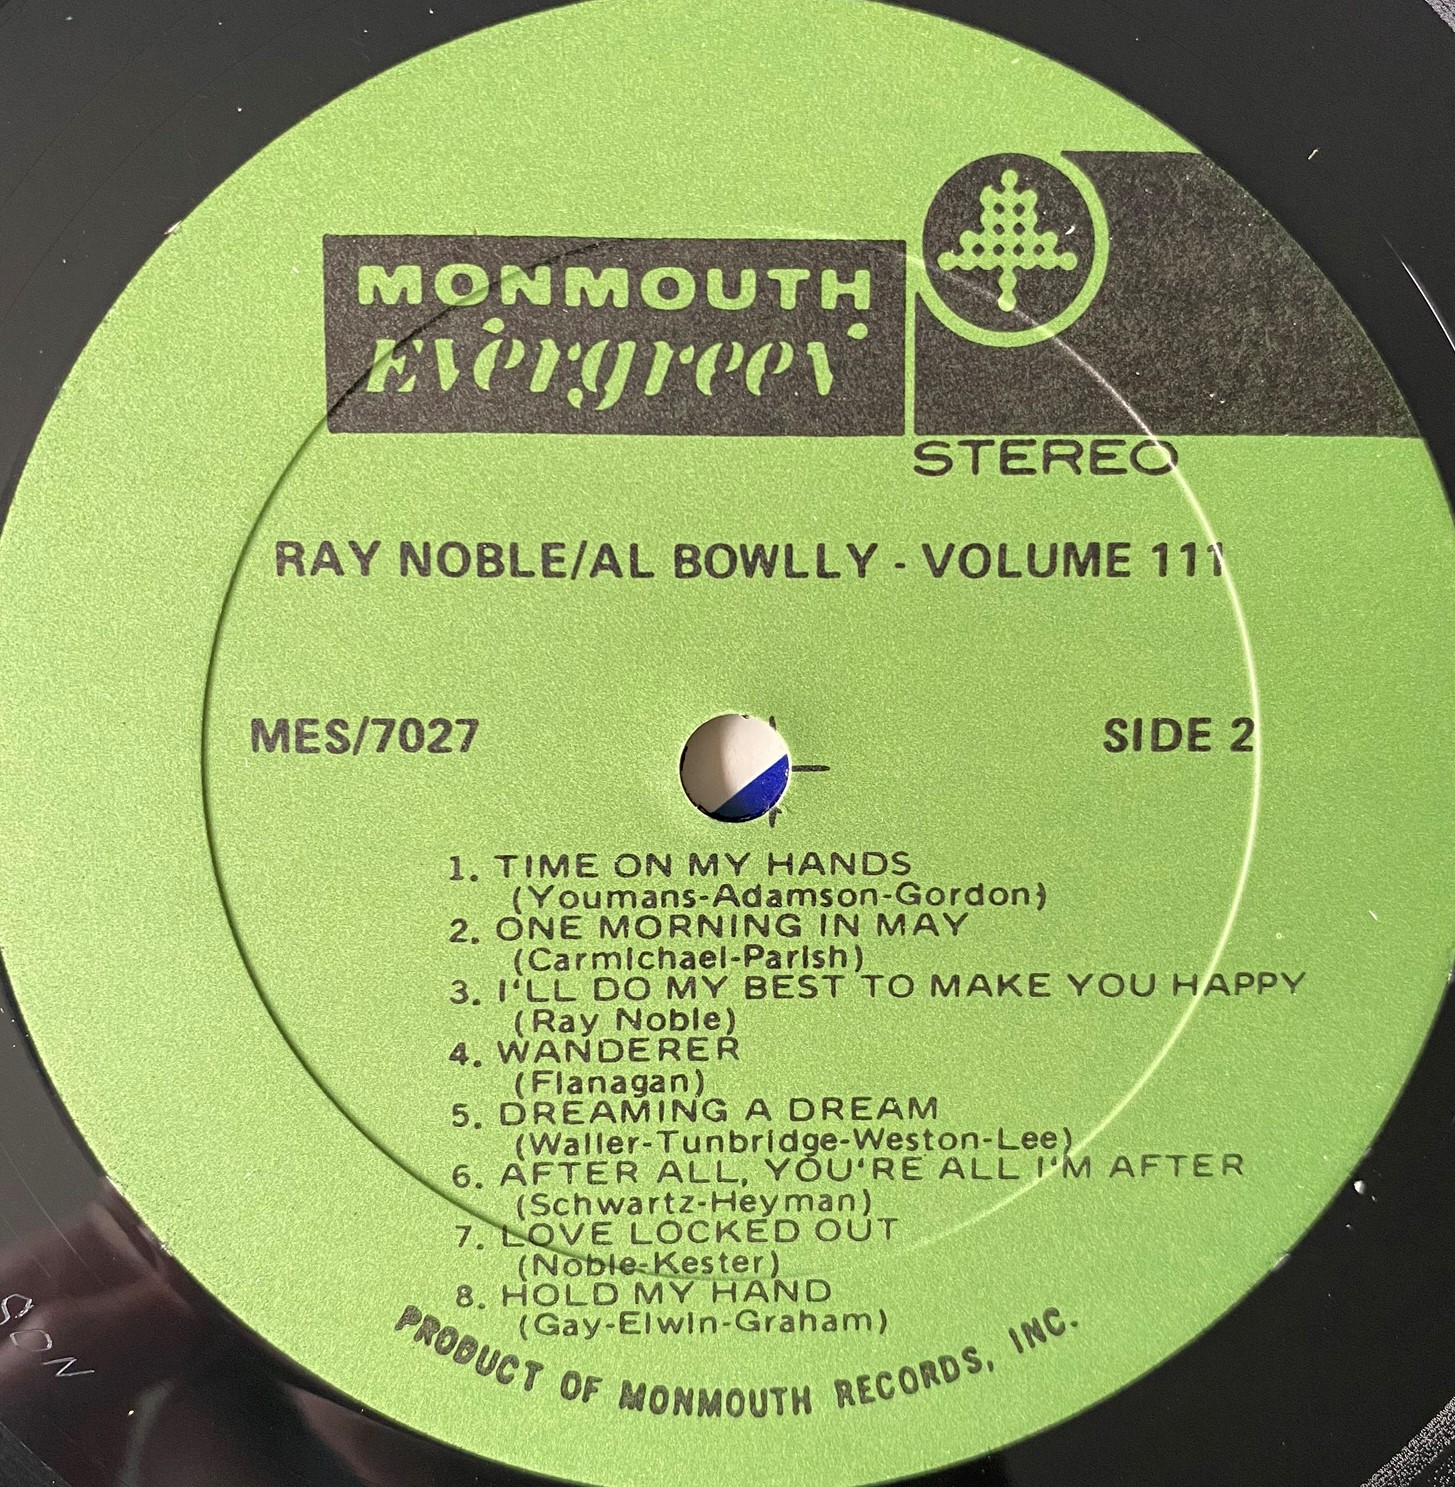 MONMOUTH
Evergreen
STEREO
RAY NOBLE/AL BOWLLY - VOLUME 111
MES/7027
SIDE 2
1. TIME ON MY HANDS
(Youmans-Adamson-Gordon)
2. ONE MORNING IN MAY
(Carmichael-Parish)
3. I'LL DO MY BEST TO MAKE YOU HAPPY
(Ray Noble)
4. WANDERER
(Flanagan)
5. DREAMING A DREAM
(Waller-Tunbridge-Weston-Lee)
6. AFTER ALL, YOU'RE ALL I'M AFTER
(Schwartz-Heyman)
7. LOVE LOCKED OUT
(Noble-Kester)
8. HOLD MY HAND
(Gay-Elwin-Graham)
PRODUCT OF MONMOUTH RECORDS, INC.